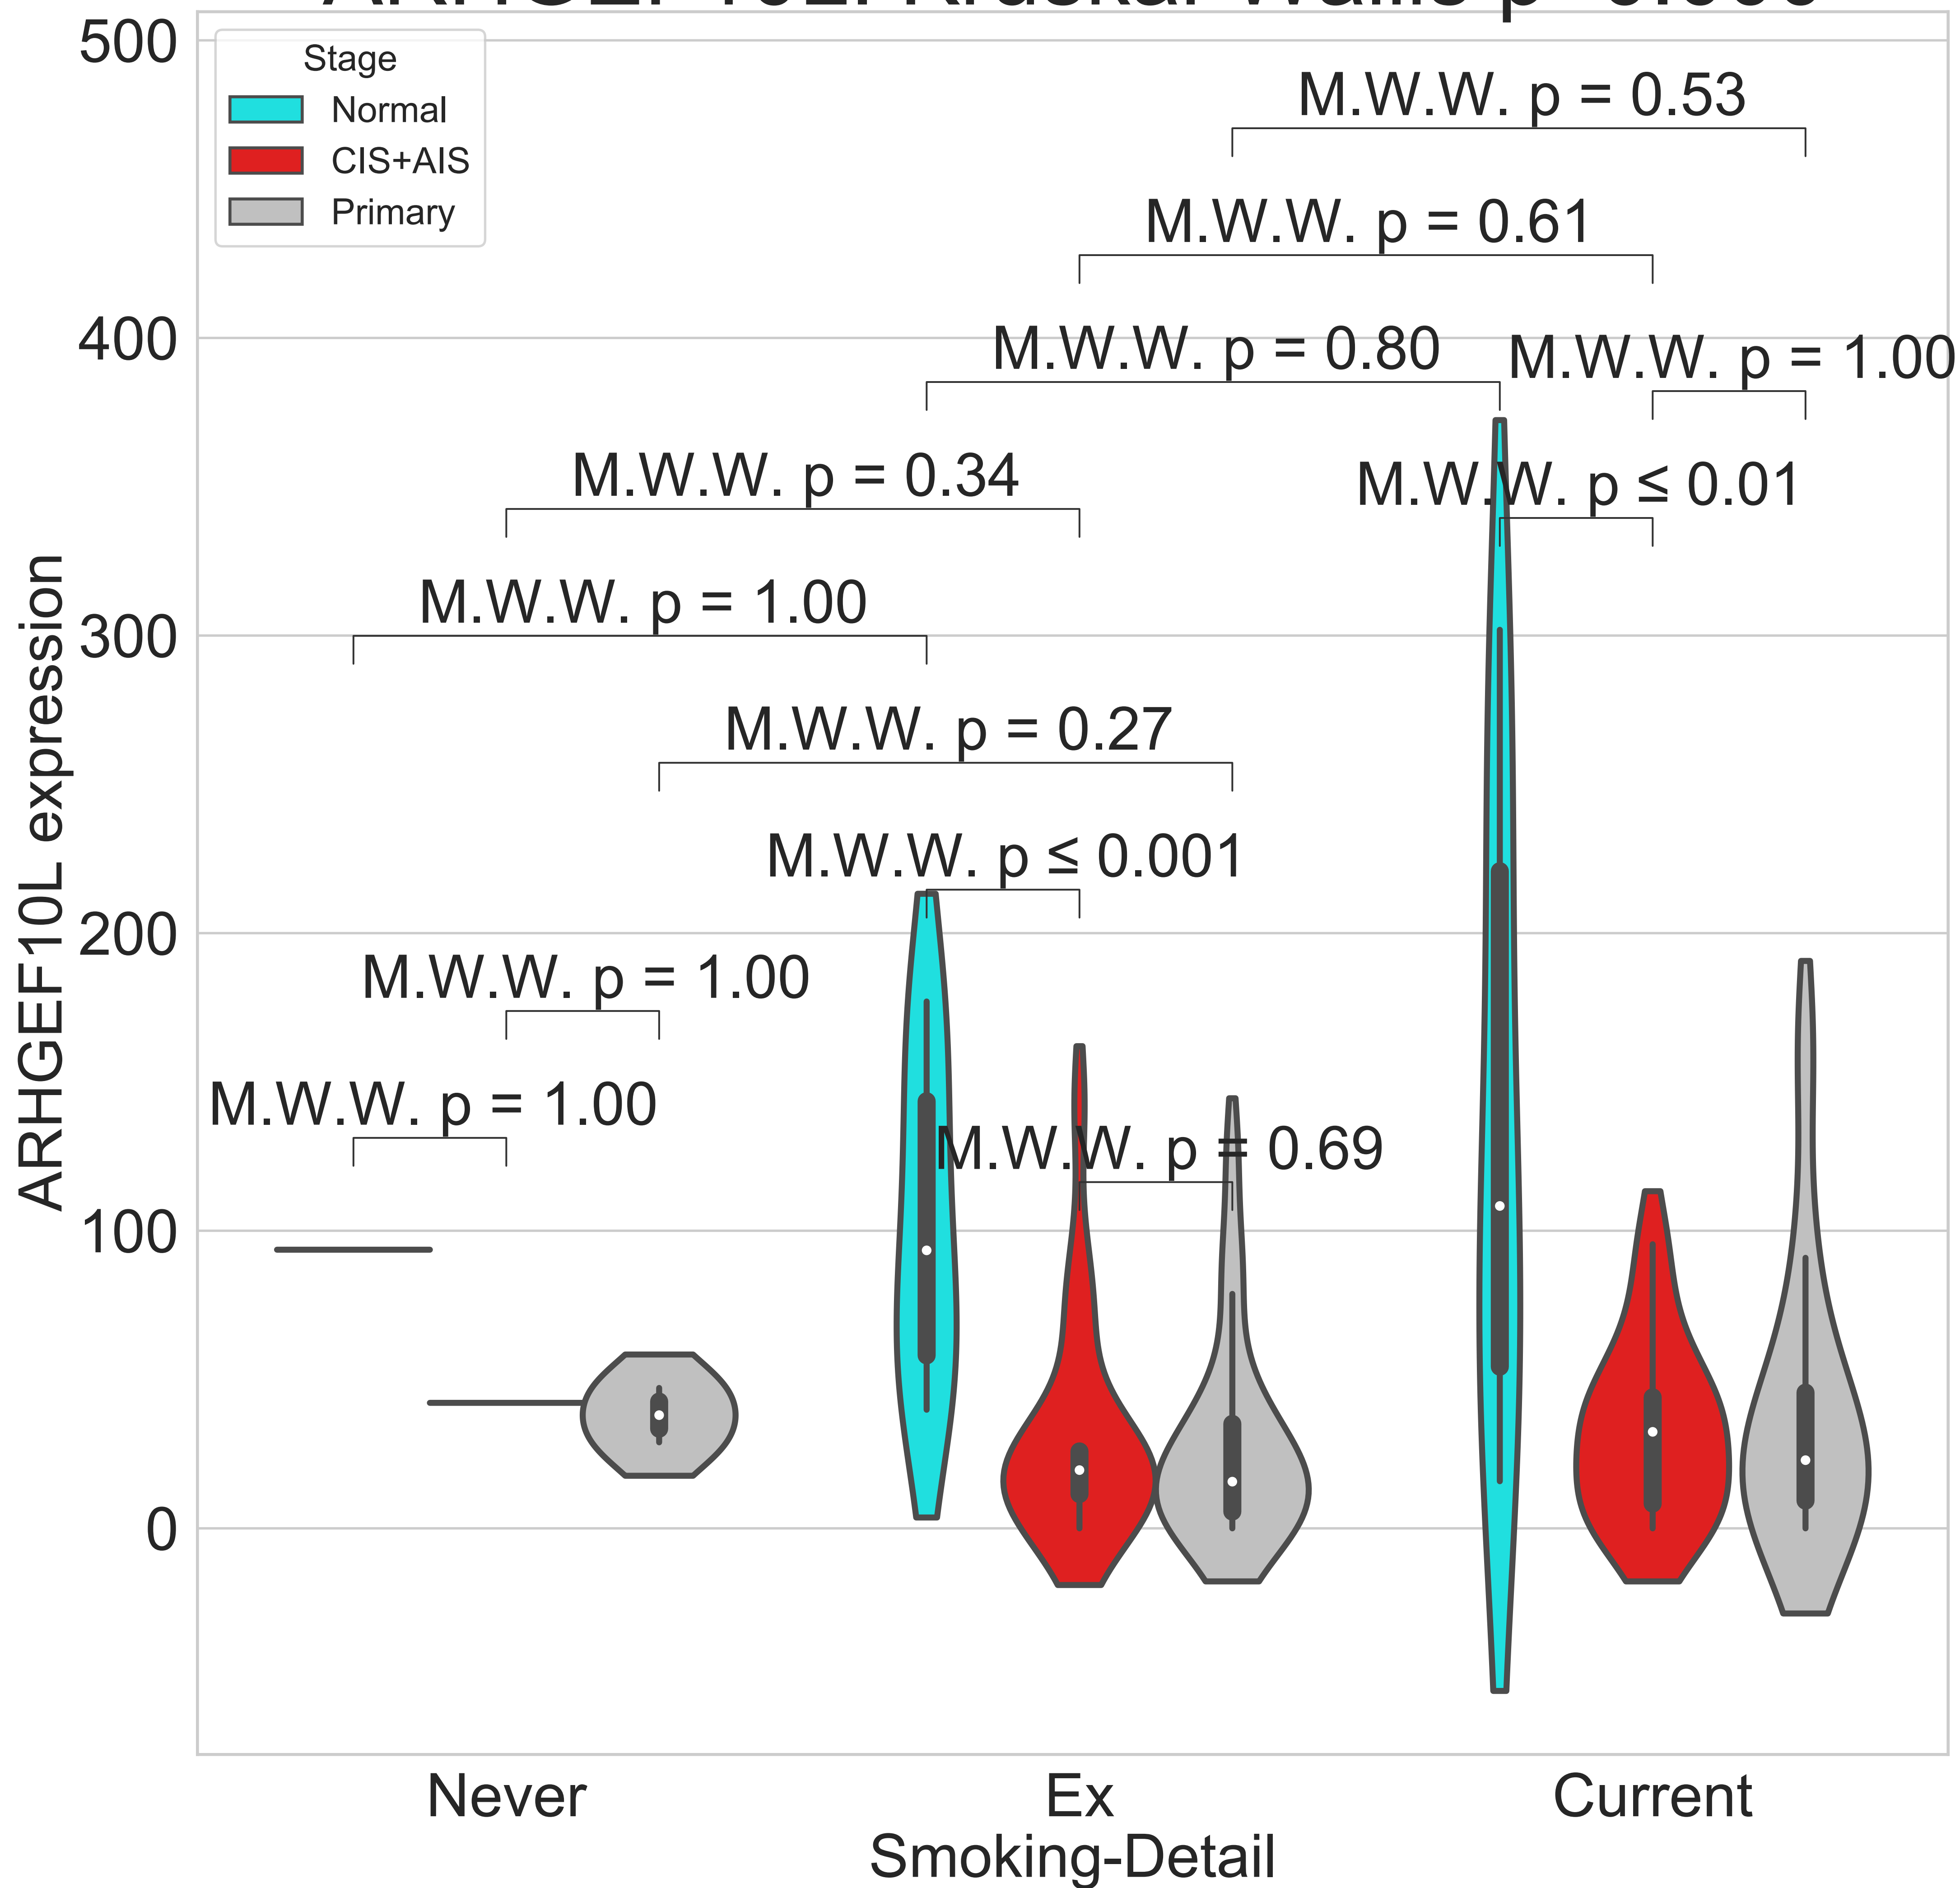 500
400
300
200
100
0
ARHGEF10L expression
Stage
Normal
CIS+AIS
Primary
M.W.W. p = 0.53
M.W.W. p = 0.61
M.W.W. p = 0.80
M.W.W. p = 1.00
M.W.W. p = 0.34
M.W.W. p ≤ 0.01
M.W.W. p = 1.00
M.W.W. p = 0.27
M.W.W. p ≤ 0.001
M.W.W. p = 1.00
M.W.W. p = 1.00
M.W.W. p = 0.69
Never
Ex
Current
Smoking-Detail